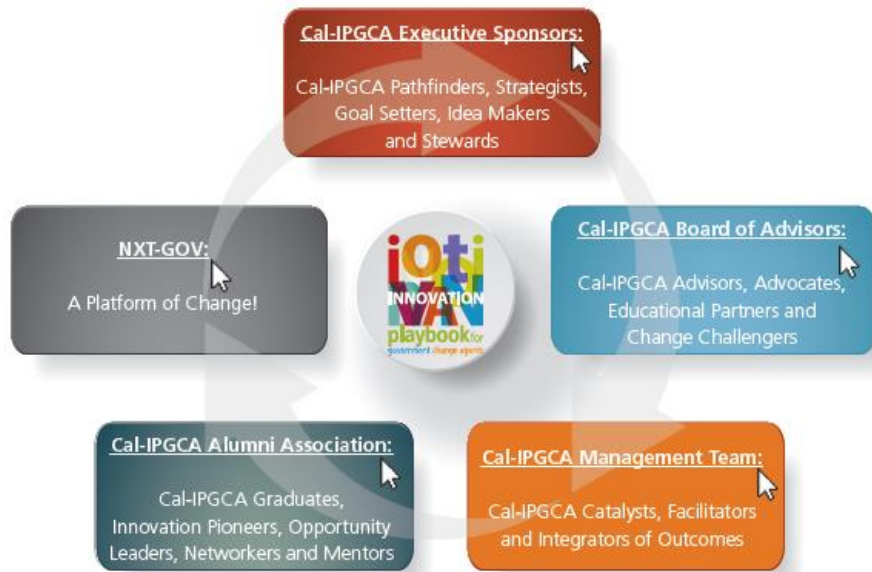 Cal-IPGCA Executive Sponsors:
Cal-IPGCA Pathfinders, Strategists,
Goal Setters, Idea Makers
and Stewards
NXT-GOV:
A Platform of Change!
INNOVATION
playbook for
government change agents
Cal-IPGCA Board of Advisors:
Cal-IPGCA Advisors, Advocates,
Educational Partners and
Change Challengers
Cal-IPGCA Alumni Association:
Cal-IPGCA Graduates,
Innovation Pioneers, Opportunity
Leaders, Networkers and Mentors
Cal-IPGCA Management Team:
Cal-IPGCA Catalysts, Facilitators
and Integrators of Outcomes